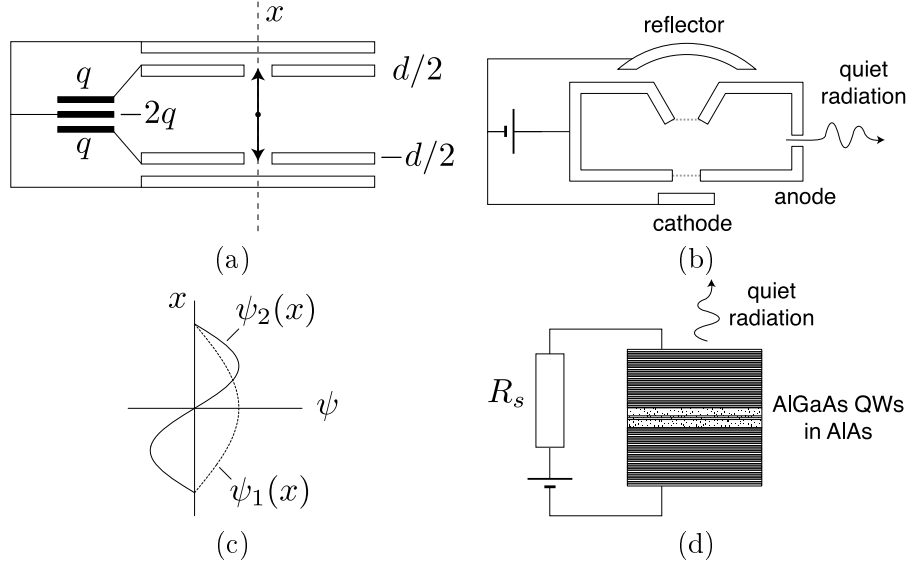 x
q
-2q
q
d/2
-d/2
(a)
reflector
quiet
radiation
anode
cathode
(b)
x
ψ₂(x)
ψ
ψ₁(x)
(c)
quiet
radiation
Rₛ
AlGaAs QWs
in AlAs
(d)